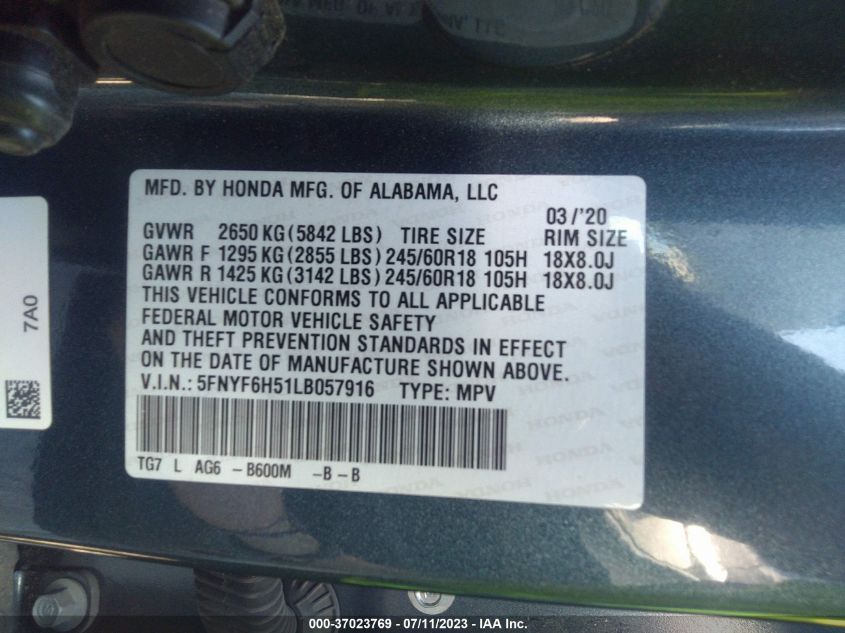 MFD. BY HONDA MFG. OF ALABAMA, LLC
03/'20
GVWR 2650 KG (5842 LBS) TIRE SIZE RIM SIZE
GAWR F 1295 KG (2855 LBS) 245/60R18 105H 18X8.0J
GAWR R 1425 KG (3142 LBS) 245/60R18 105H 18X8.0J
THIS VEHICLE CONFORMS TO ALL APPLICABLE
FEDERAL MOTOR VEHICLE SAFETY
AND THEFT PREVENTION STANDARDS IN EFFECT
ON THE DATE OF MANUFACTURE SHOWN ABOVE.
V.I.N.: 5FNYF6H51LB057916 TYPE: MPV
TG7 L AG6 -B600M -B-B
7A0
000-37023769 - 07/11/2023 - IAA Inc.